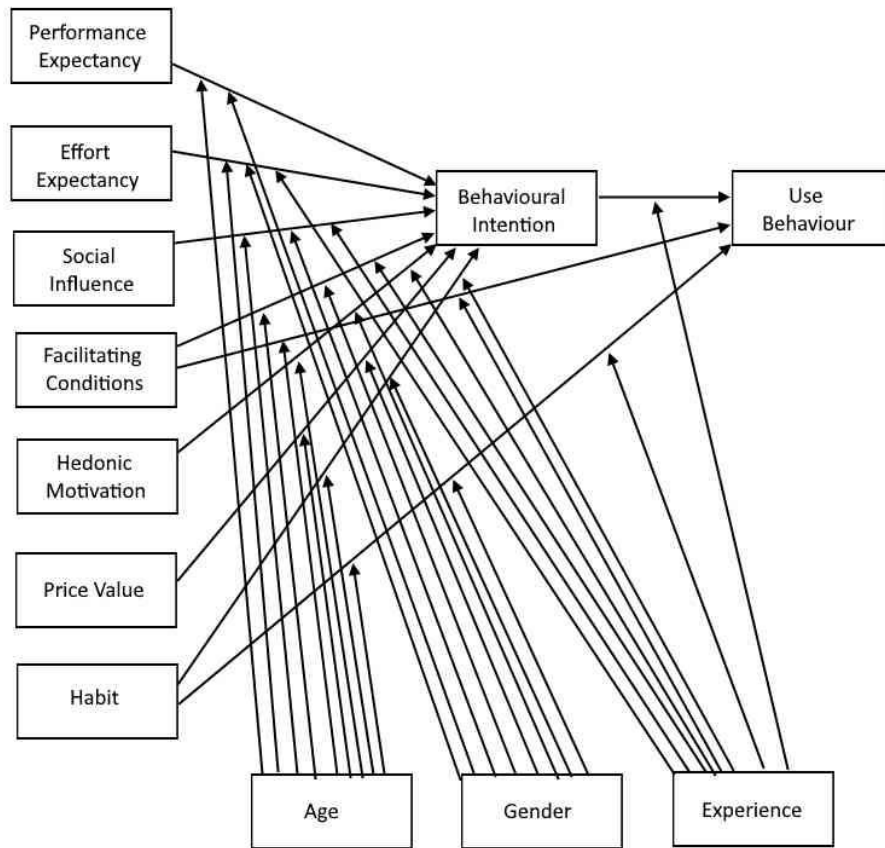 Performance
Expectancy
Effort
Expectancy
Behavioural
Intention
Use
Behaviour
Social
Influence
Facilitating
Conditions
Hedonic
Motivation
Price Value
Habit
Age
Gender
Experience